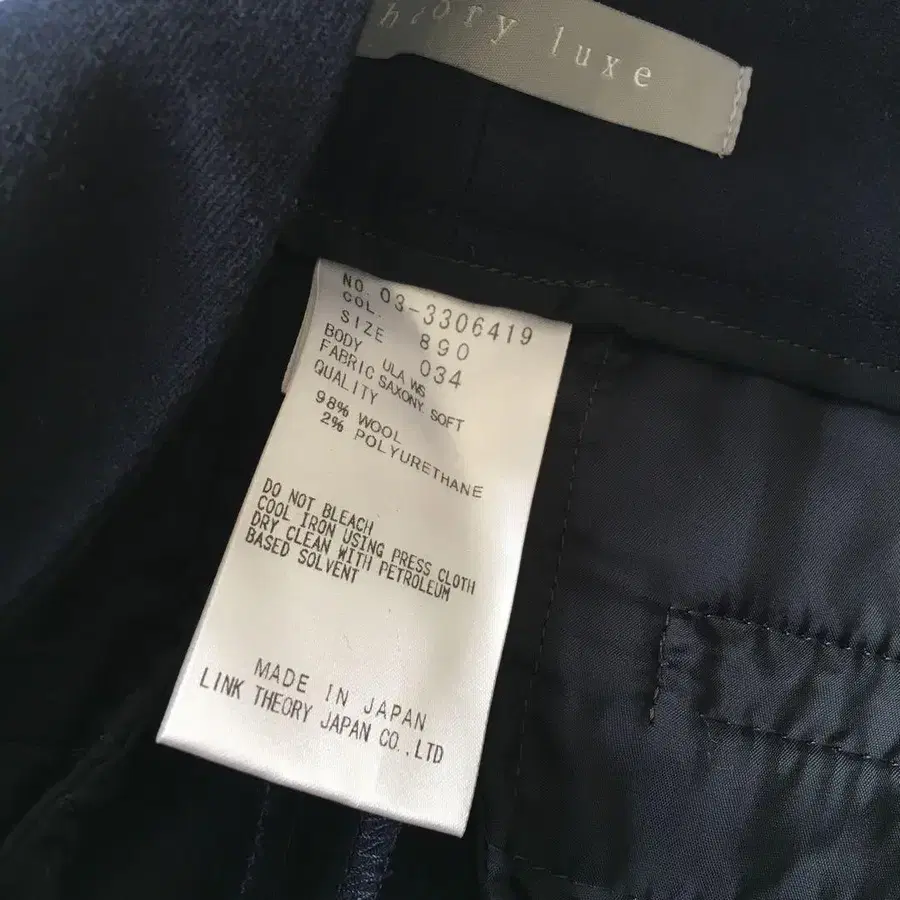 theory luxe
NO. 03-3306419
COL. 890
SIZE 034
BODY ULA WS
FABRIC SAXONY SOFT
QUALITY
98% WOOL
2% POLYURETHANE
DO NOT BLEACH
COOL IRON USING PRESS CLOTH
DRY CLEAN WITH PETROLEUM
BASED SOLVENT
MADE IN JAPAN
LINK THEORY JAPAN CO.,LTD